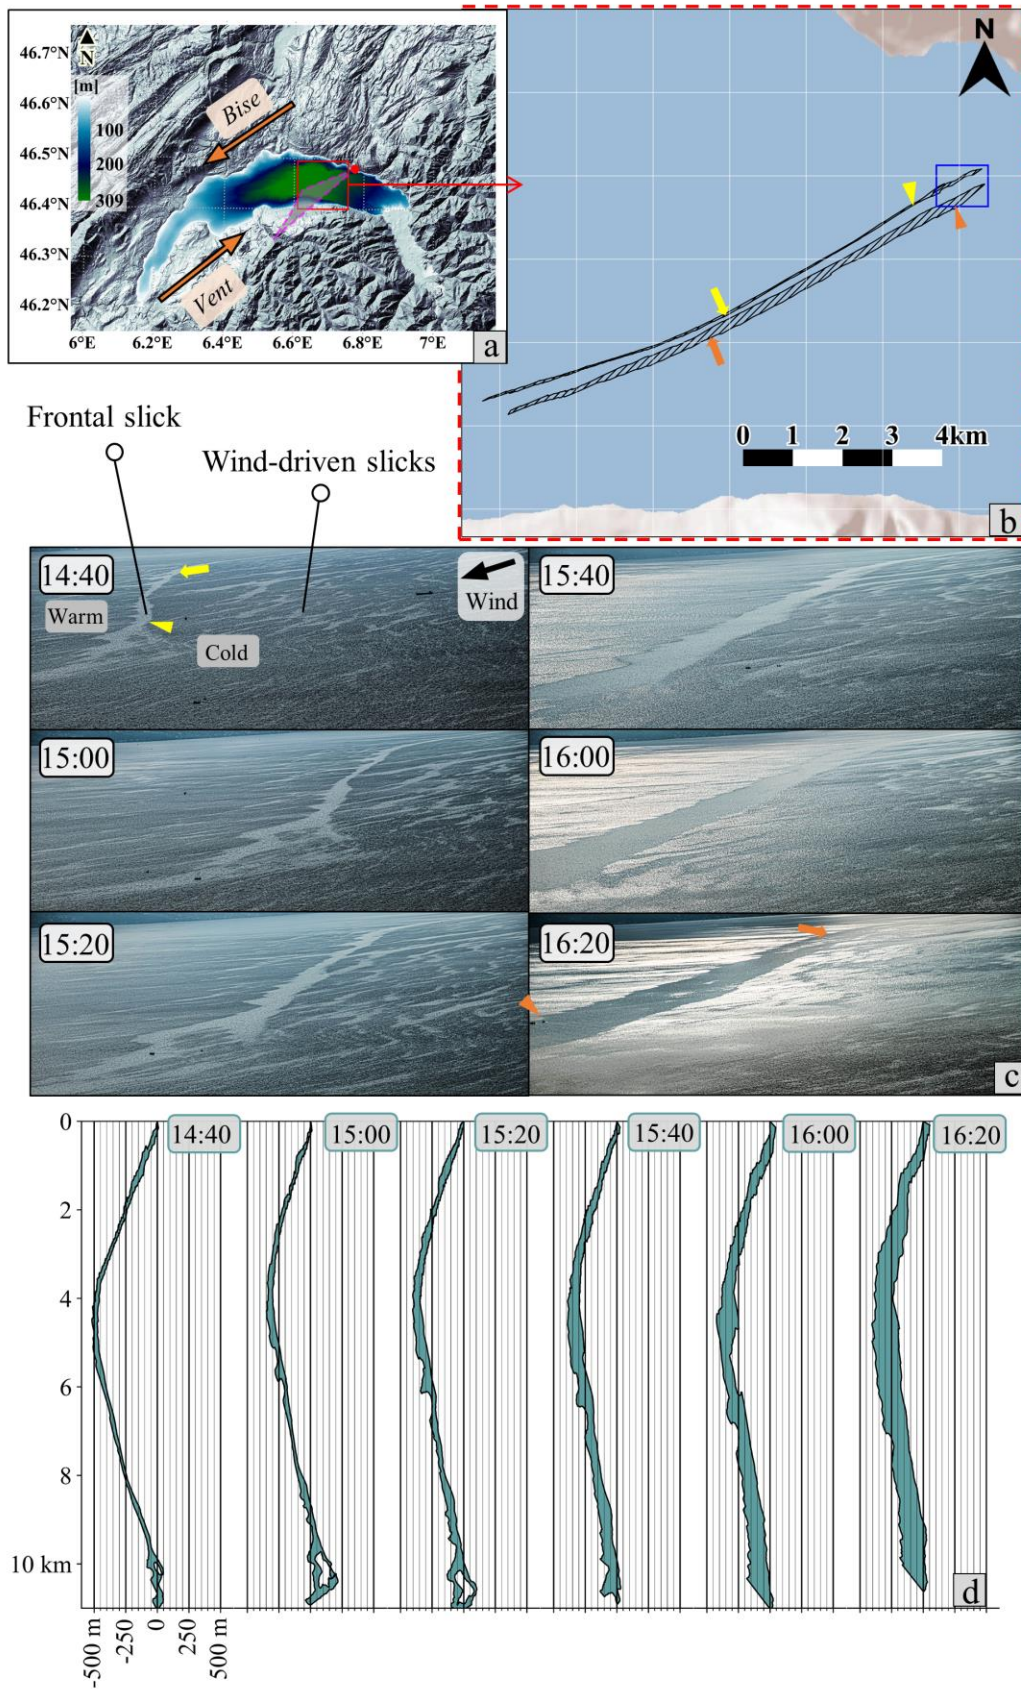 46.7°N
N
[m]
46.6°N
100
Bise
46.5°N
200
46.4°N
309
46.3°N
Vent
46.2°N
6°E
6.2°E
6.4°E
6.6°E
6.8°E
7°E
a
N
0 1 2 3 4km
b
Frontal slick
Wind-driven slicks
14:40
Warm
Cold
Wind
15:40
15:00
16:00
15:20
16:20
c
0
14:40
15:00
15:20
15:40
16:00
16:20
2
4
6
8
10 km
d
-500 m
-250
0
250
500 m